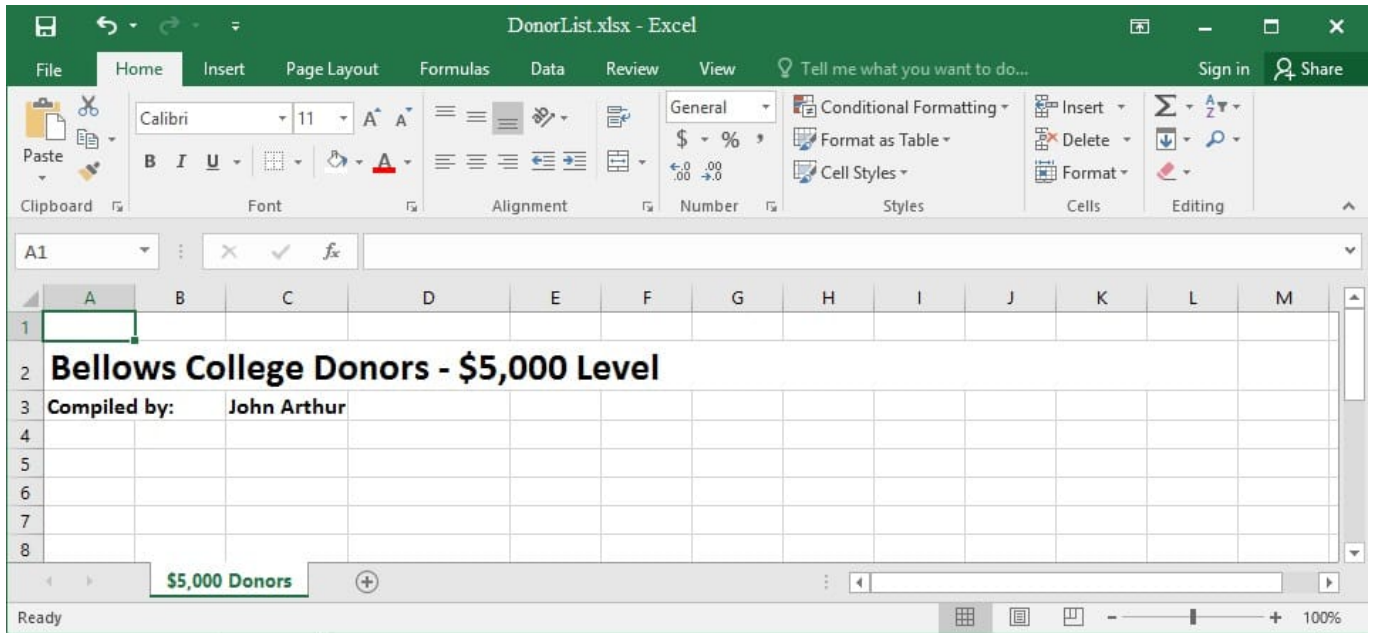 DonorList.xlsx - Excel
File Home Insert Page Layout Formulas Data Review View Tell me what you want to do... Sign in Share
Calibri 11 A A General Conditional Formatting Insert Σ
Paste $ % , Format as Table Delete
B I U A .00 .00 Cell Styles Format
Clipboard Font Alignment Number Styles Cells Editing
A1 fx
A B C D E F G H I J K L M
1
2 Bellows College Donors - $5,000 Level
3 Compiled by: John Arthur
4
5
6
7
8
$5,000 Donors
Ready 100%